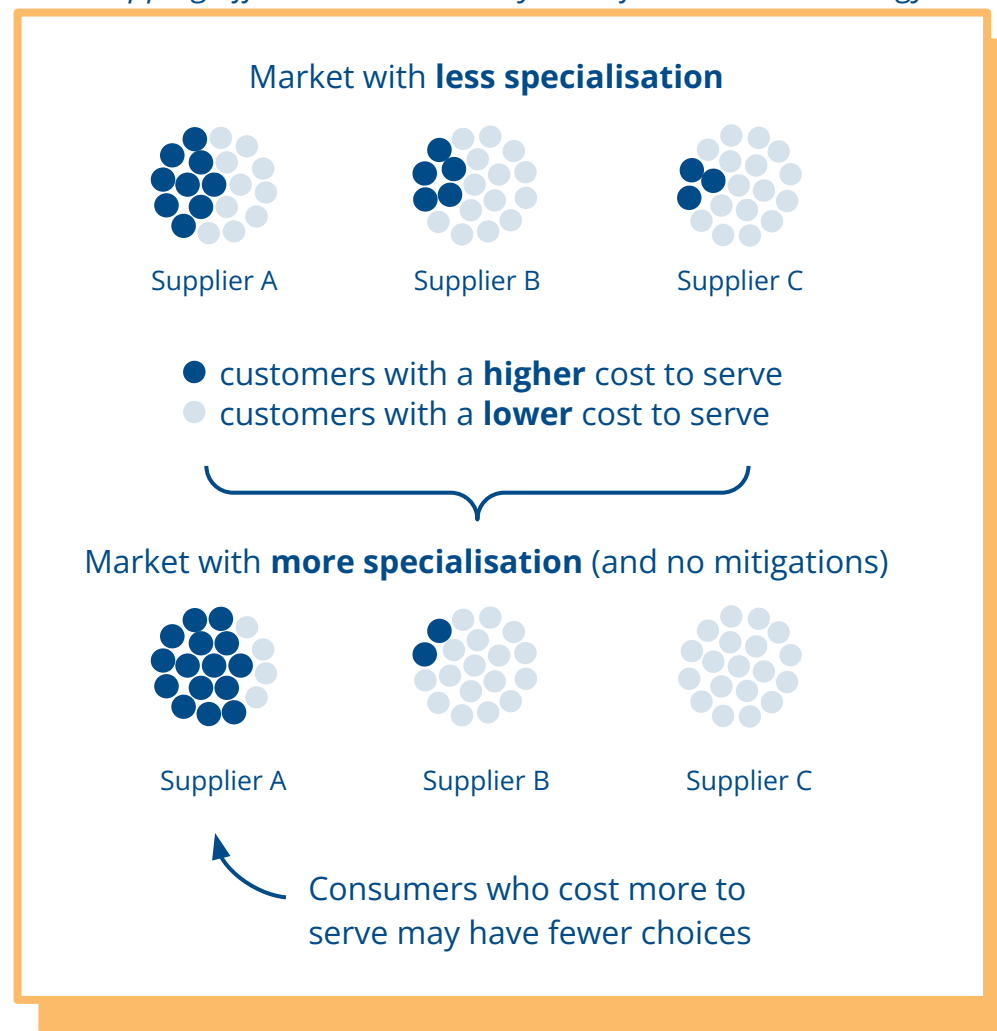 Market with less specialisation
Supplier A
Supplier B
Supplier C
customers with a higher cost to serve
customers with a lower cost to serve
Market with more specialisation (and no mitigations)
Supplier A
Supplier B
Supplier C
Consumers who cost more to
serve may have fewer choices